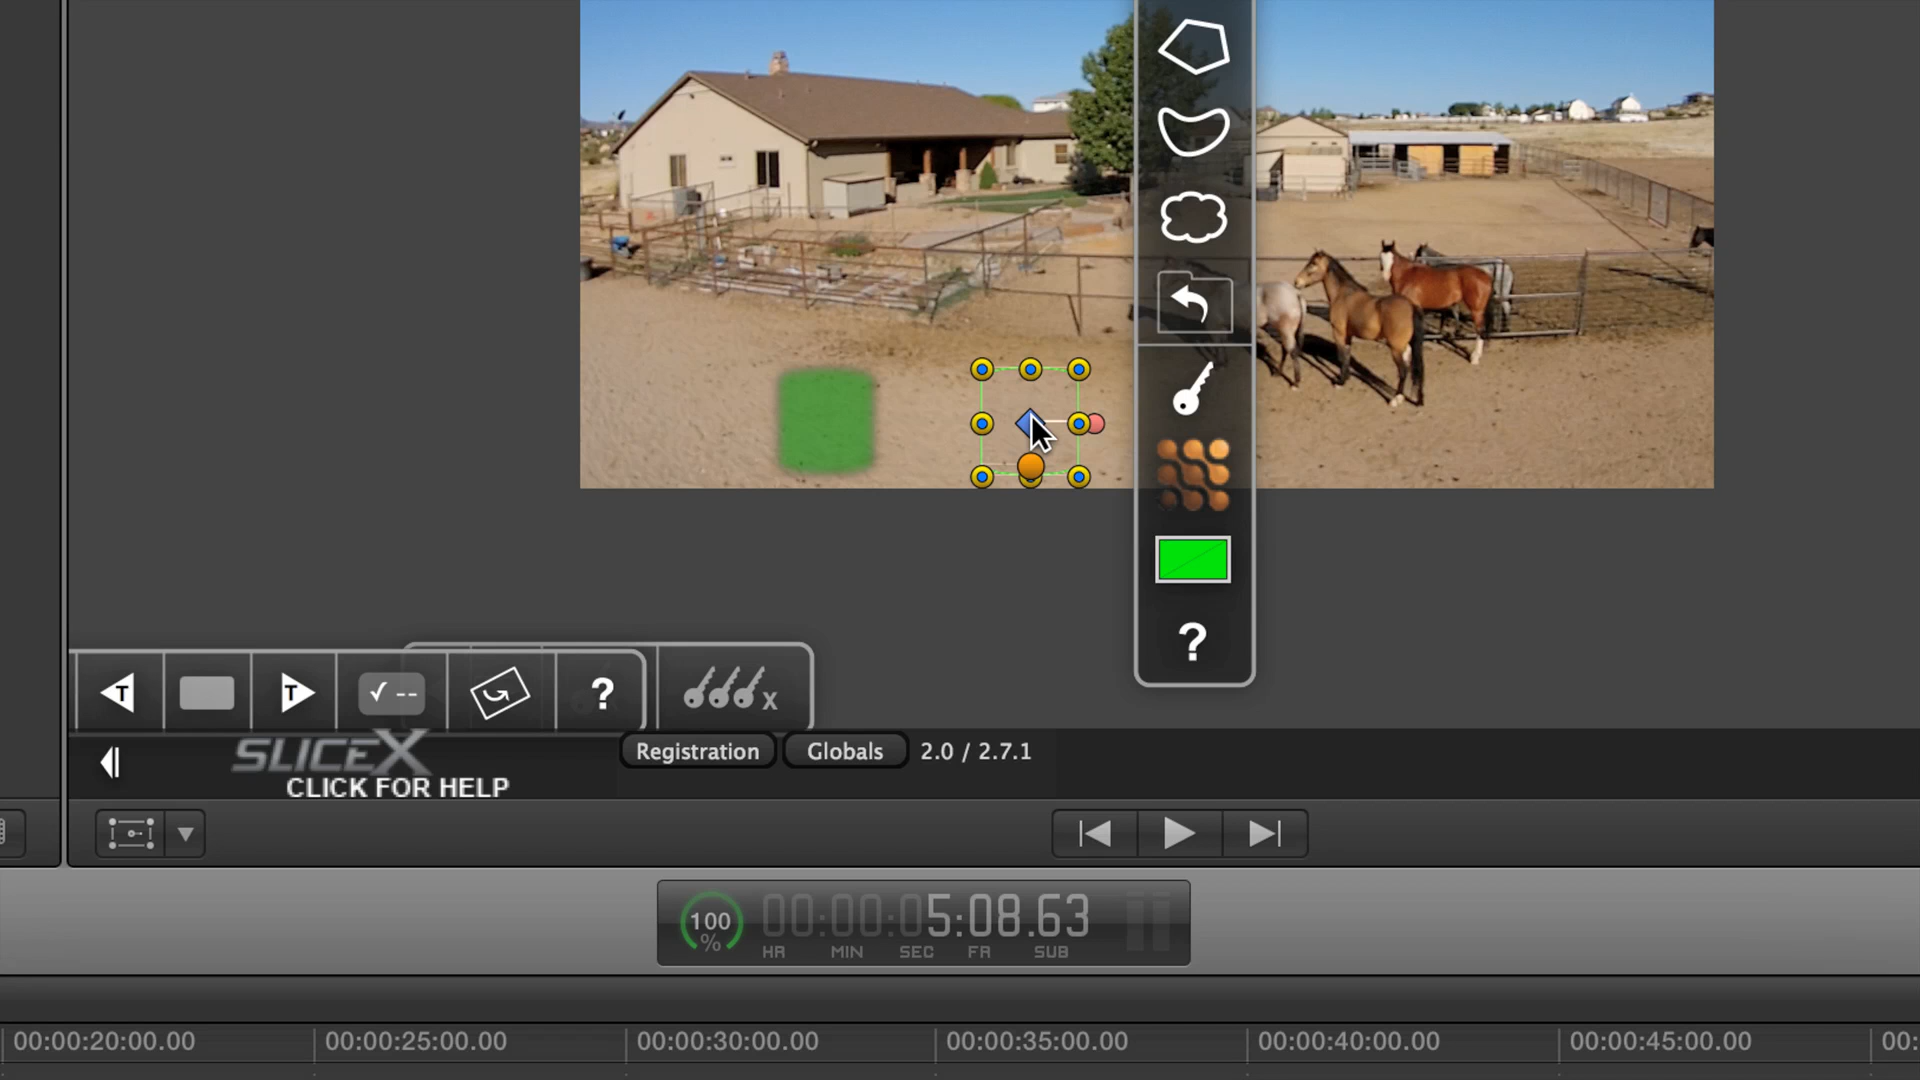 ?
T
T
✓ --
?
x
SLICEX
CLICK FOR HELP
Registration
Globals
2.0 / 2.7.1
100
%
00:00:05:08.63
HR
MIN
SEC
FR
SUB
00:00:20:00.00
00:00:25:00.00
00:00:30:00.00
00:00:35:00.00
00:00:40:00.00
00:00:45:00.00
00: